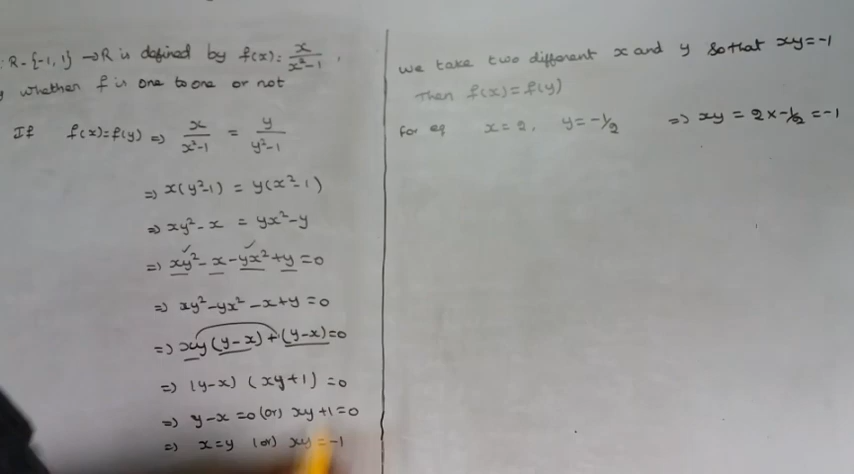 R-{-1,1} → R is defined by f(x)= x/x²-1,
whether f is one to one or not
If f(x)=f(y) => x/x²-1 = y/y²-1
=> x(y²-1) = y(x²-1)
=> xy²-x = yx²-y
=> xy²-x-yx²+y=0
=> xy²-yx²-x+y=0
=> xy(y-x)+(y-x)=0
=> (y-x) (xy+1)=0
=> y-x=0 (or) xy+1=0
=> x=y (or) xy=-1
we take two different x and y so that xy=-1
Then f(x)=f(y)
for eg x=2, y=-1/2 => xy = 2x-1/2=-1